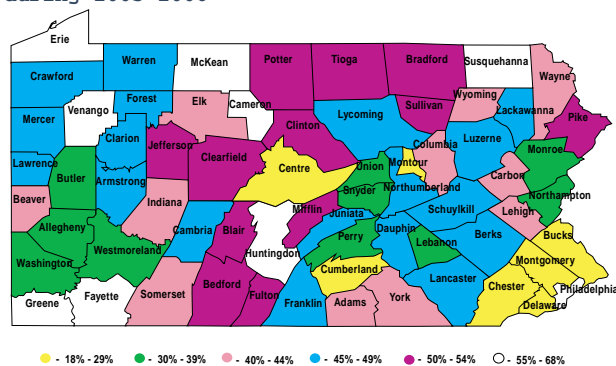 during 2005-2006
Erie
Warren
McKean
Potter
Tioga
Bradford
Susquehanna
Wayne
Crawford
Forest
Elk
Cameron
Sullivan
Wyoming
Lackawanna
Pike
Mercer
Venango
Clarion
Jefferson
Clearfield
Clinton
Lycoming
Columbia
Luzerne
Monroe
Lawrence
Butler
Armstrong
Centre
Union
Montour
Northumberland
Carbon
Northampton
Beaver
Indiana
Snyder
Mifflin
Juniata
Schuylkill
Lehigh
Allegheny
Westmoreland
Cambria
Blair
Huntingdon
Perry
Dauphin
Lebanon
Berks
Bucks
Montgomery
Washington
Cumberland
Lancaster
Chester
Philadelphia
Delaware
Greene
Fayette
Somerset
Bedford
Fulton
Franklin
Adams
York
- 18% - 29%
- 30% - 39%
- 40% - 44%
- 45% - 49%
- 50% - 54%
- 55% - 68%